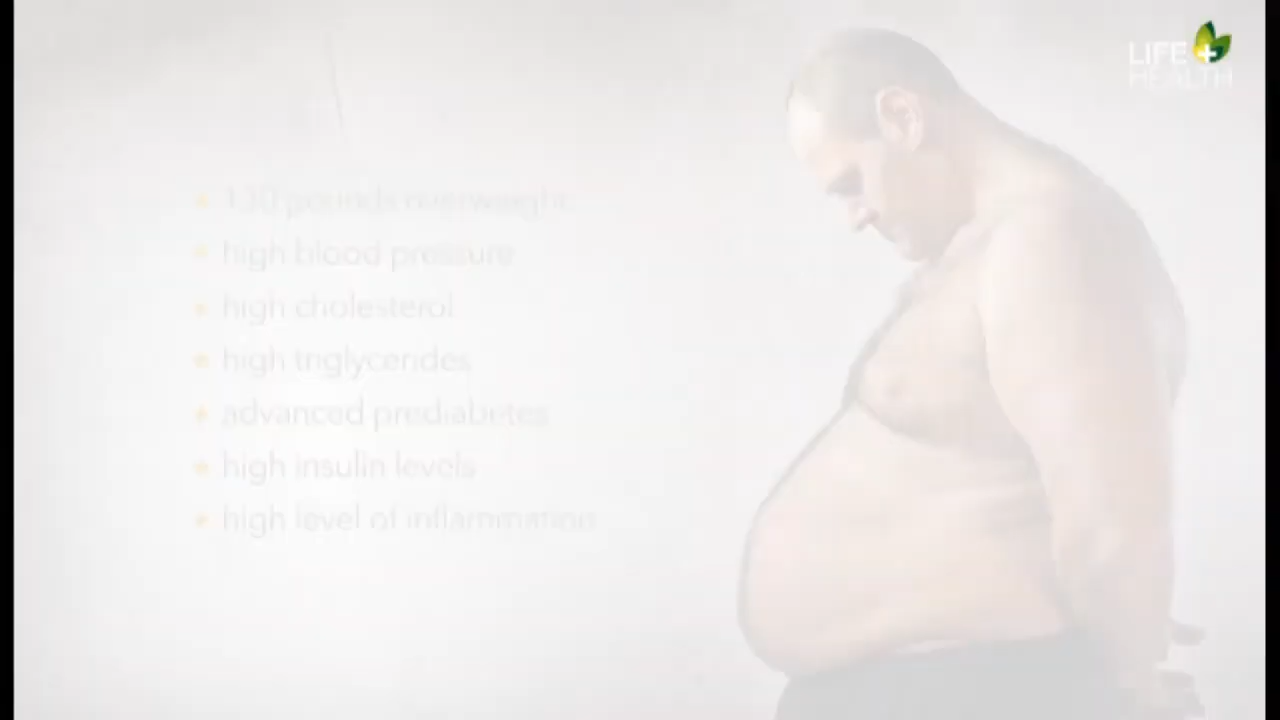 LIFE +
HEALTH
130 pounds overweight
high blood pressure
high cholesterol
high triglycerides
advanced prediabetes
high insulin levels
high level of inflammation